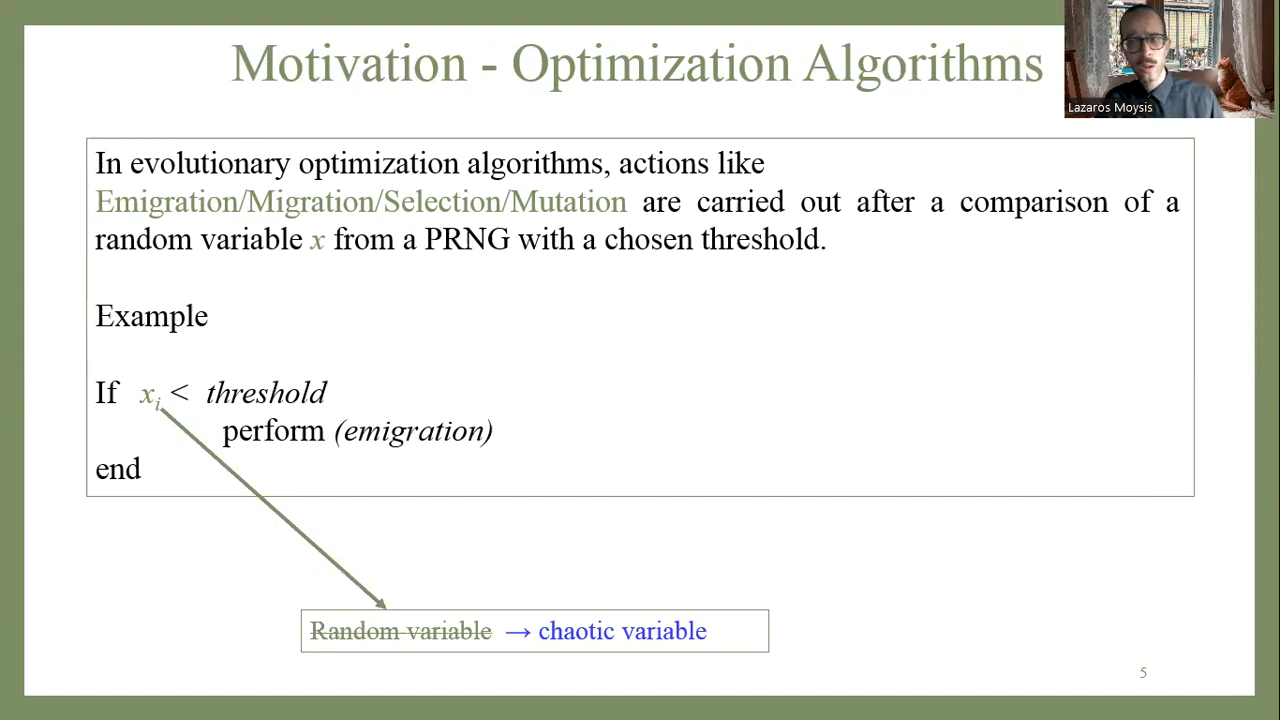 Motivation - Optimization Algorithms
Lazaros Moysis
In evolutionary optimization algorithms, actions like
Emigration/Migration/Selection/Mutation are carried out after a comparison of a
random variable x from a PRNG with a chosen threshold.
Example
If xᵢ < threshold
perform (emigration)
end
Random variable → chaotic variable
5